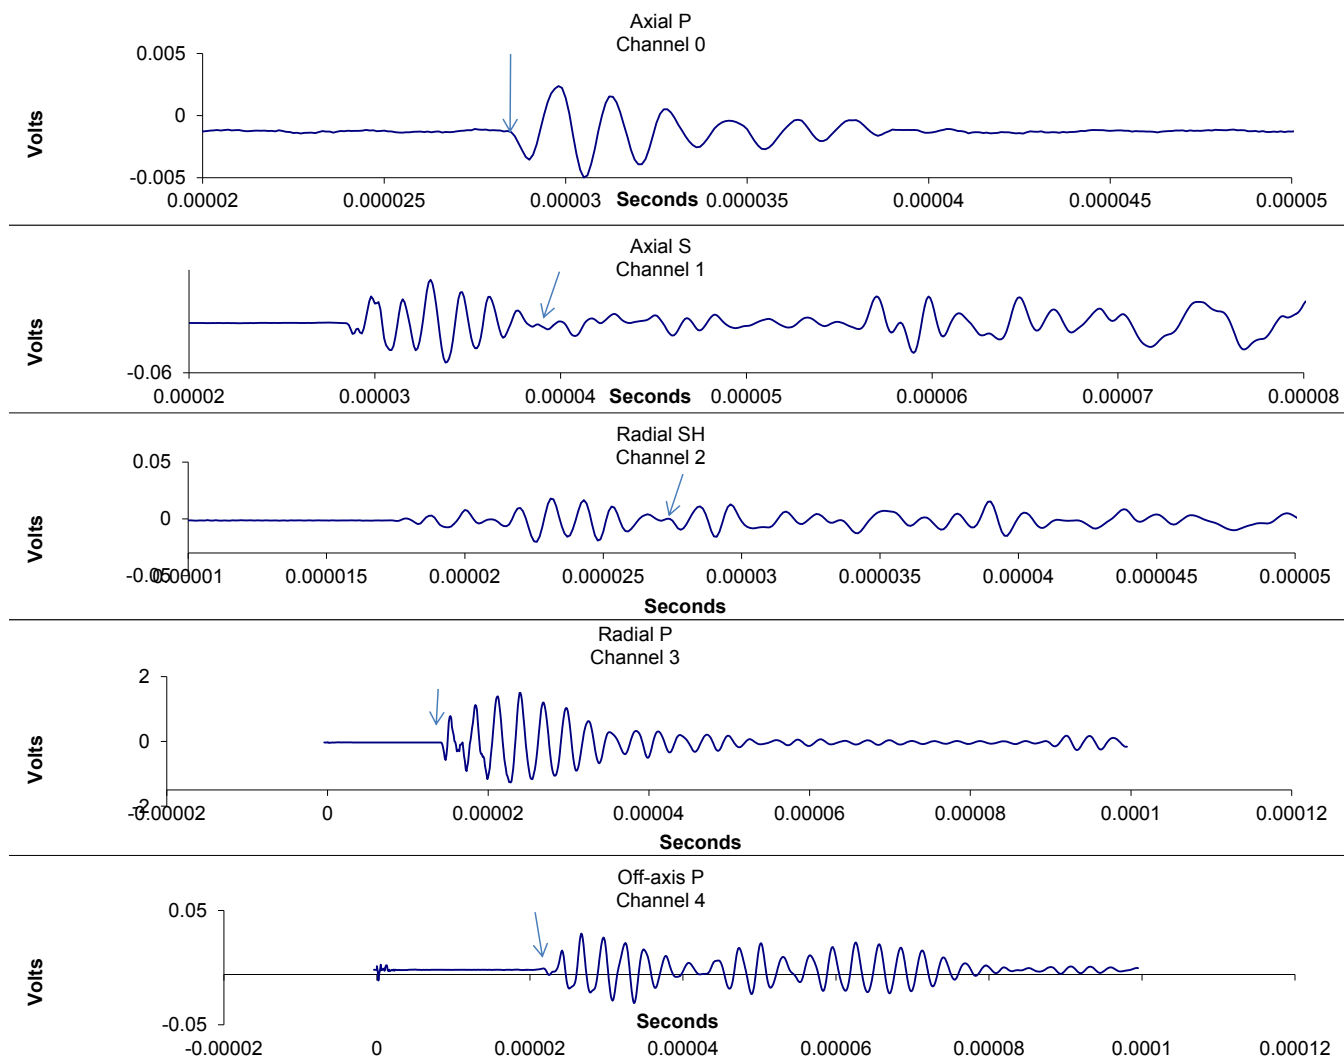 Axial P
Channel 0
0.005
0
-0.005
Volts
0.00002 0.000025 0.00003 Seconds 0.000035 0.00004 0.000045 0.00005
Axial S
Channel 1
-0.06
Volts
0.00002 0.00003 0.00004 Seconds 0.00005 0.00006 0.00007 0.00008
Radial SH
Channel 2
0.05
0
-0.05
Volts
0.00001 0.000015 0.00002 0.000025 0.00003 0.000035 0.00004 0.000045 0.00005
Seconds
Radial P
Channel 3
2
0
-2
Volts
-0.00002 0 0.00002 0.00004 0.00006 0.00008 0.0001 0.00012
Seconds
Off-axis P
Channel 4
0.05
-0.05
Volts
Seconds
-0.00002 0 0.00002 0.00004 0.00006 0.00008 0.0001 0.00012